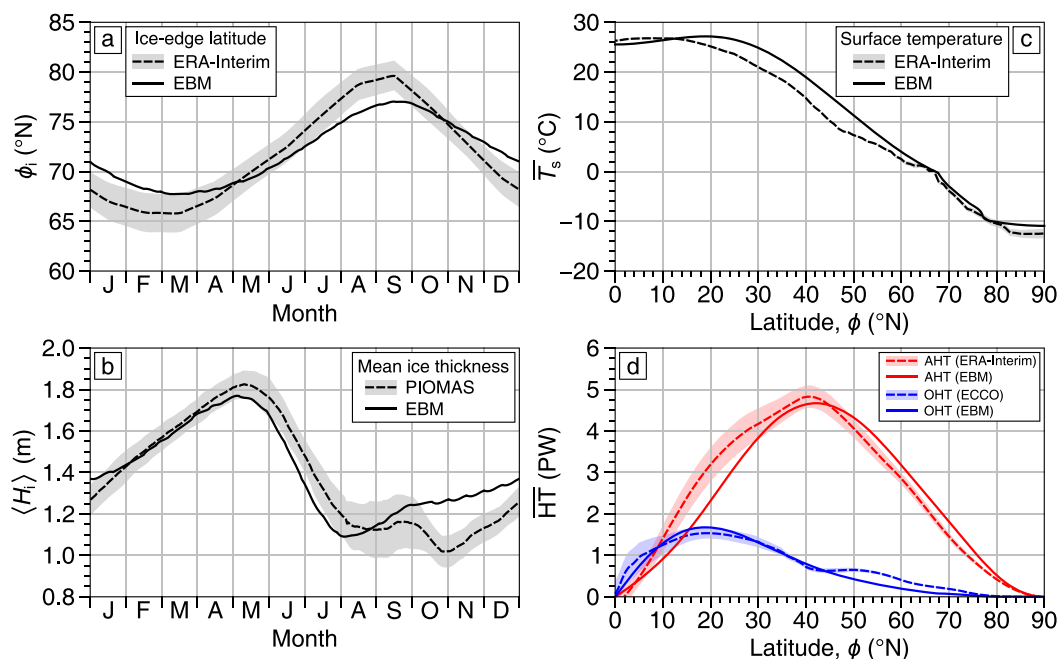 a
Ice-edge latitude
ERA-Interim
EBM
85
80
75
70
65
60
ϕi (°N)
J F M A M J J A S O N D
Month
c
Surface temperature
ERA-Interim
EBM
30
20
10
0
−10
−20
T̅s (°C)
0 10 20 30 40 50 60 70 80 90
Latitude, ϕ (°N)
b
Mean ice thickness
PIOMAS
EBM
2.0
1.8
1.6
1.4
1.2
1.0
0.8
⟨Hi⟩ (m)
J F M A M J J A S O N D
Month
d
AHT (ERA-Interim)
AHT (EBM)
OHT (ECCO)
OHT (EBM)
6
5
4
3
2
1
0
H̅T̅ (PW)
0 10 20 30 40 50 60 70 80 90
Latitude, ϕ (°N)